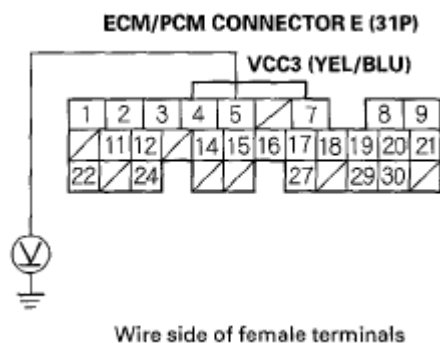 ECM/PCM CONNECTOR E (31P)
VCC3 (YEL/BLU)
1 2 3 4 5 7 8 9
11 12 14 15 16 17 18 19 20 21
22 24 27 29 30
V
Wire side of female terminals